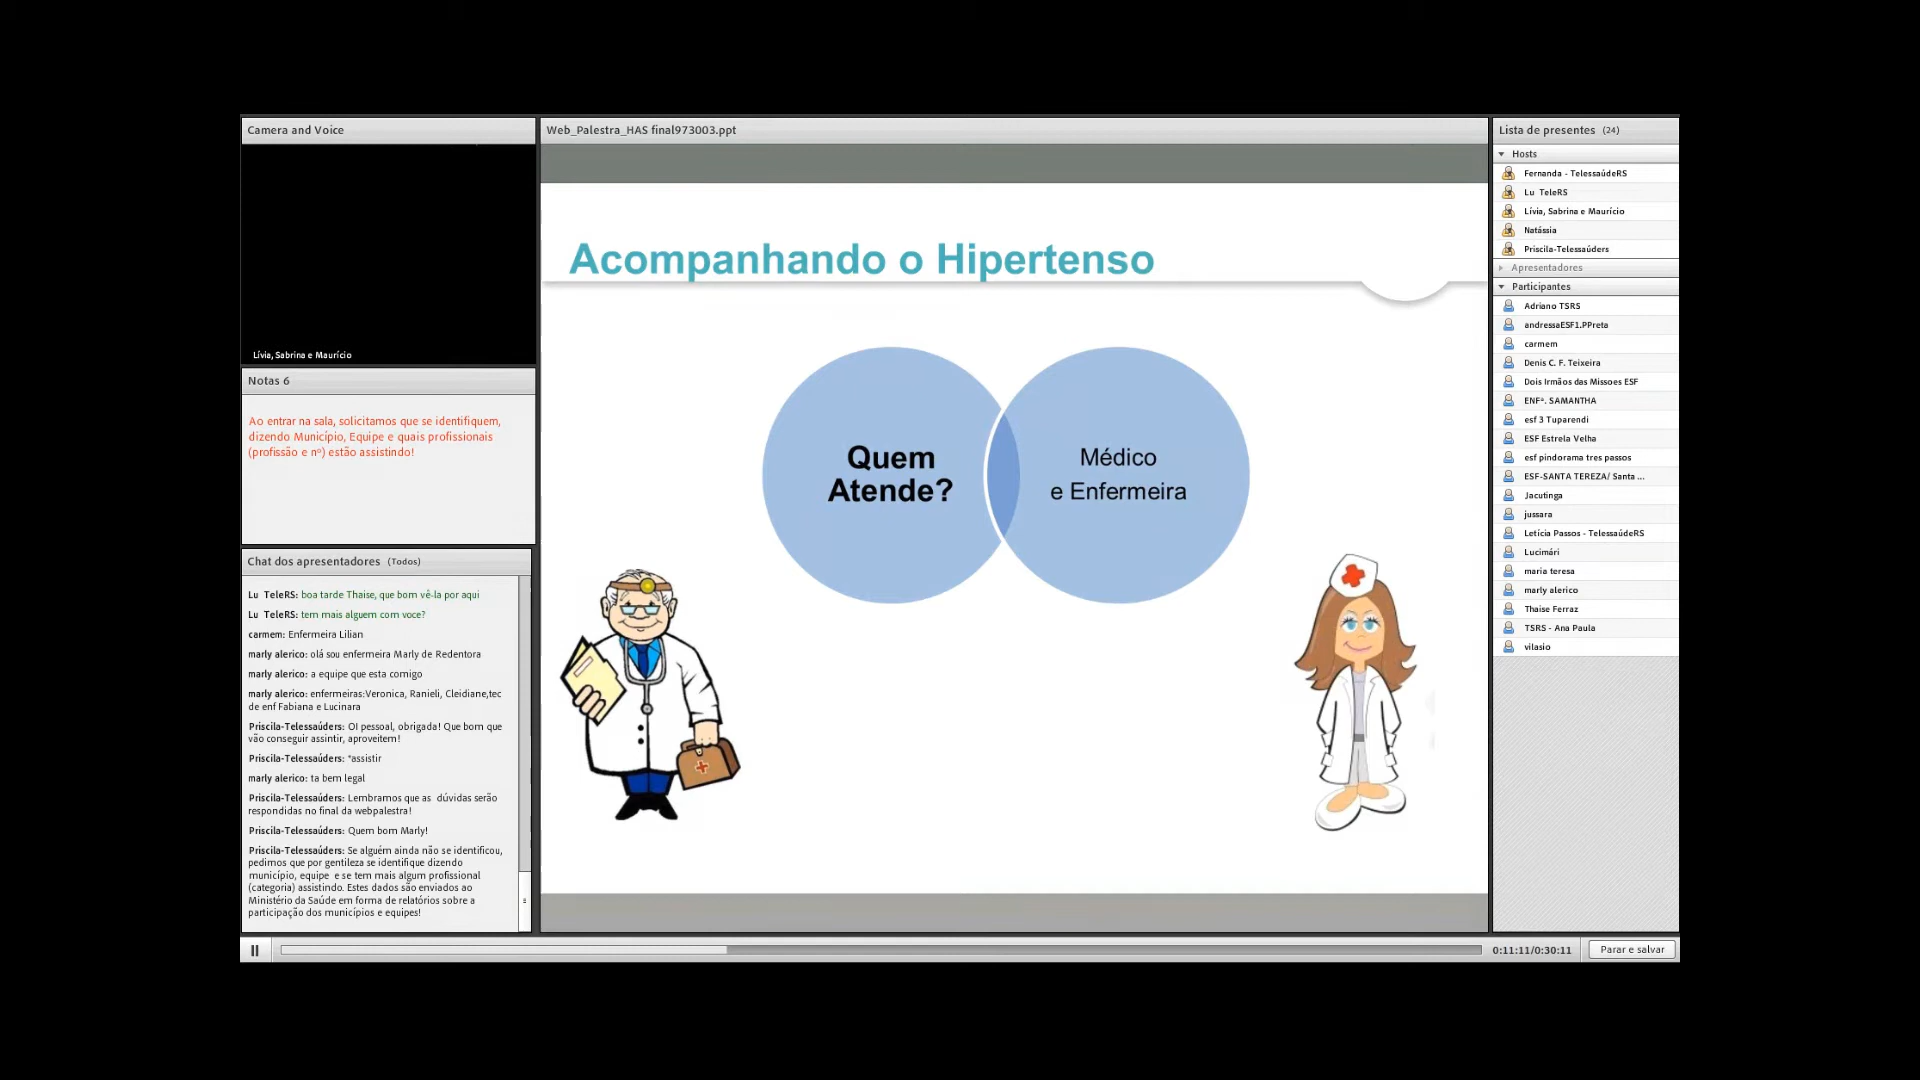 Camera and Voice
Lívia, Sabrina e Maurício
Notas 6
Ao entrar na sala, solicitamos que se identifiquem,
dizendo Município, Equipe e quais profissionais
(profissão e nº) estão assistindo!
Chat dos apresentadores (Todos)
Lu TeleRS: boa tarde Thaise, que bom vê-la por aqui
Lu TeleRS: tem mais alguem com voce?
carmem: Enfermeira Lilian
marly alerico: olá sou enfermeira Marly de Redentora
marly alerico: a equipe que esta comigo
marly alerico: enfermeiras:Veronica, Ranieli, Cleidiane,tec
de enf Fabiana e Lucinara
Priscila-Telessaúders: OI pessoal, obrigada! Que bom que
vão conseguir assintir, aproveitem!
Priscila-Telessaúders: *assistir
marly alerico: ta bem legal
Priscila-Telessaúders: Lembramos que as dúvidas serão
respondidas no final da webpalestra!
Priscila-Telessaúders: Quem bom Marly!
Priscila-Telessaúders: Se alguém ainda não se identificou,
pedimos que por gentileza se identifique dizendo
município, equipe e se tem mais algum profissional
(categoria) assistindo. Estes dados são enviados ao
Ministério da Saúde em forma de relatórios sobre a
participação dos municípios e equipes!
Web_Palestra_HAS final973003.ppt
Acompanhando o Hipertenso
Quem
Atende?
Médico
e Enfermeira
Lista de presentes (24)
Hosts
Fernanda - TelessaúdeRS
Lu TeleRS
Lívia, Sabrina e Maurício
Natássia
Priscila-Telessaúders
Apresentadores
Participantes
Adriano TSRS
andressaESF1.PPreta
carmem
Denis C. F. Teixeira
Dois Irmãos das Missoes ESF
ENFª. SAMANTHA
esf 3 Tuparendi
ESF Estrela Velha
esf pindorama tres passos
ESF-SANTA TEREZA/ Santa ...
Jacutinga
jussara
Letícia Passos - TelessaúdeRS
Lucimári
maria teresa
marly alerico
Thaise Ferraz
TSRS - Ana Paula
vilasio
0:11:11/0:30:11
Parar e salvar